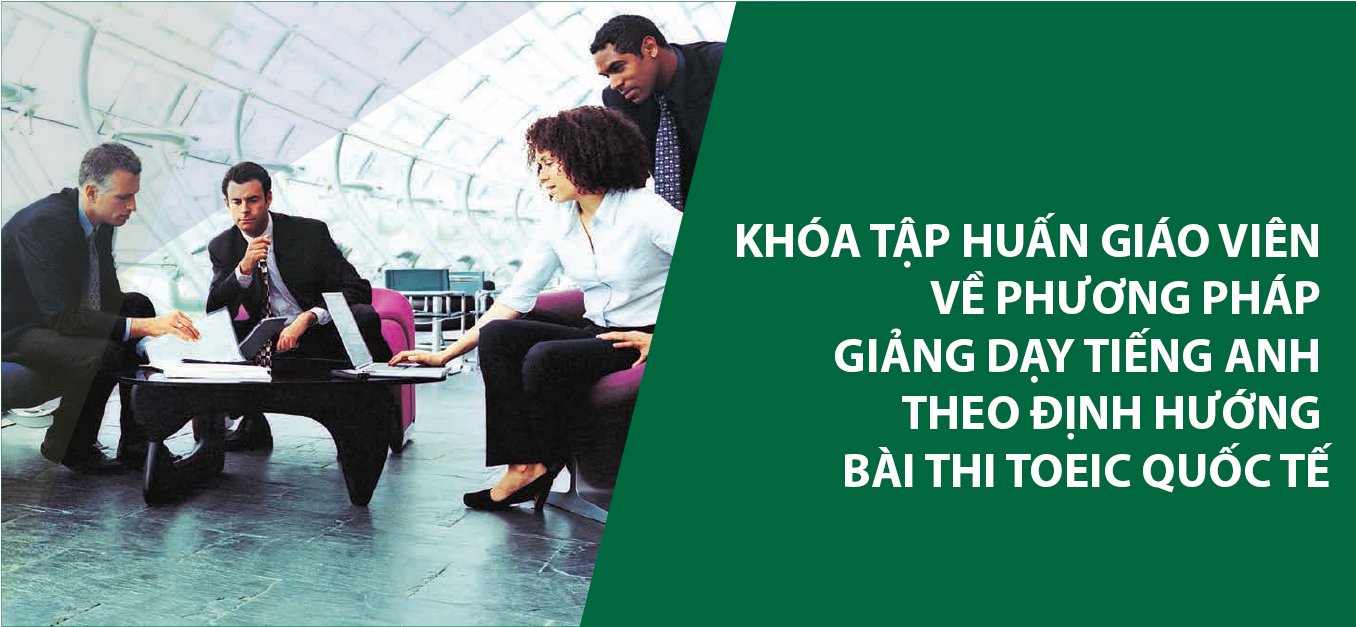 KHÓA TẬP HUẤN GIÁO VIÊN
VỀ PHƯƠNG PHÁP
GIẢNG DẠY TIẾNG ANH
THEO ĐỊNH HƯỚNG
BÀI THI TOEIC QUỐC TẾ